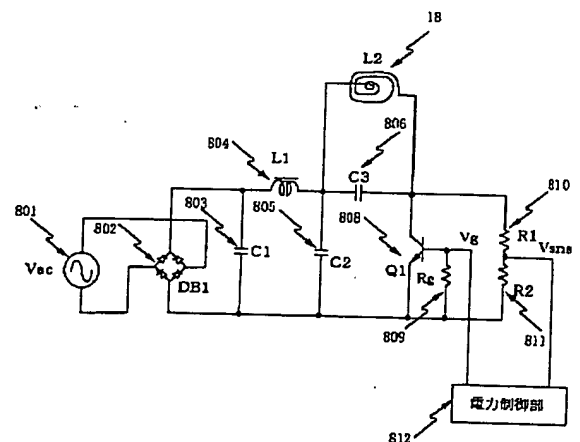 18
L2
804
L1
806
C3
801
802
803
805
808
810
Vac
DB1
C1
C2
Q1
Rg
Vg
R1
Vsns
R2
809
811
電力制御部
812